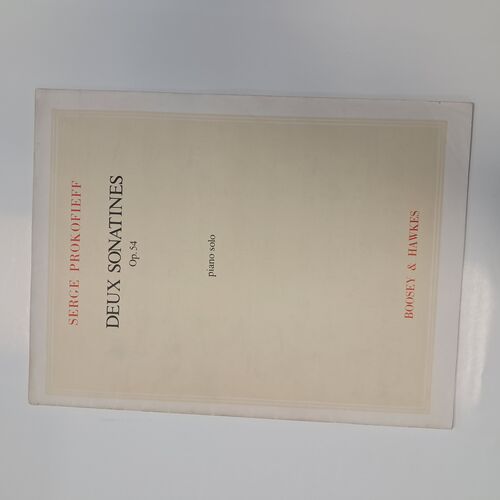 SERGE PROKOFIEFF
DEUX SONATINES
Op. 54
piano solo
BOOSEY & HAWKES